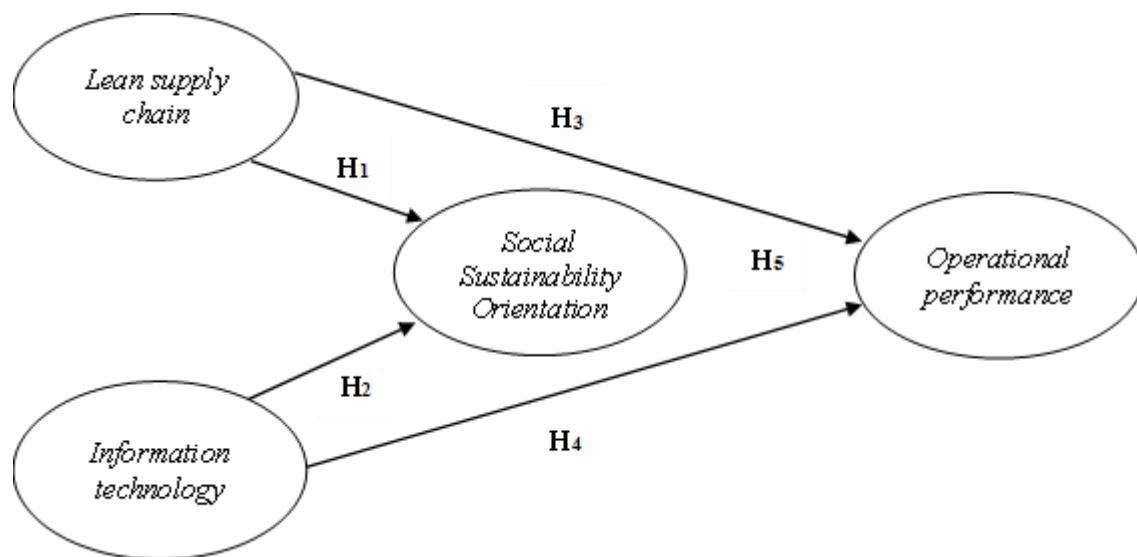 Lean supply
chain
H3
H1
Social
Sustainability
Orientation
H5
Operational
performance
H2
H4
Information
technology